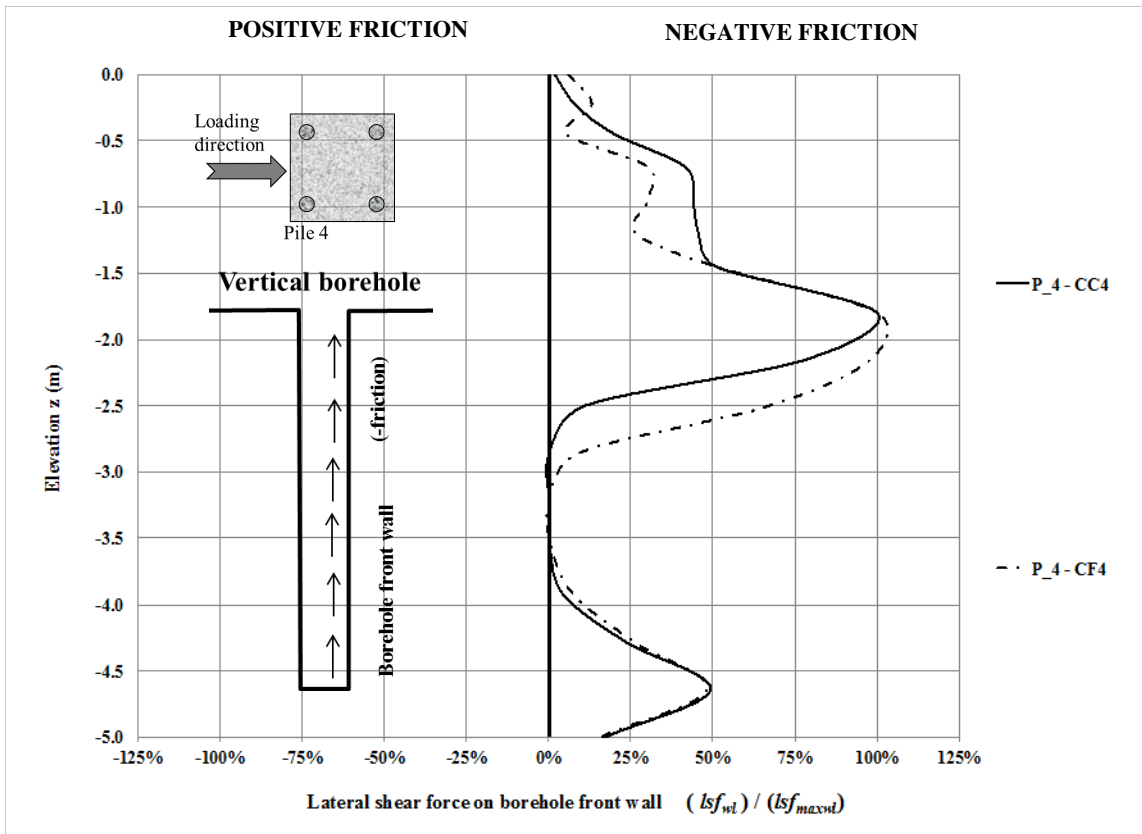 POSITIVE FRICTION
NEGATIVE FRICTION
0.0
-0.5
-1.0
-1.5
-2.0
-2.5
-3.0
-3.5
-4.0
-4.5
-5.0
Elevation z (m)
Loading
direction
Pile 4
Vertical borehole
(-friction)
Borehole front wall
P_4 - CC4
P_4 - CF4
-125% -100% -75% -50% -25% 0% 25% 50% 75% 100% 125%
Lateral shear force on borehole front wall ( lsf_wl ) / (lsf_maxwl)